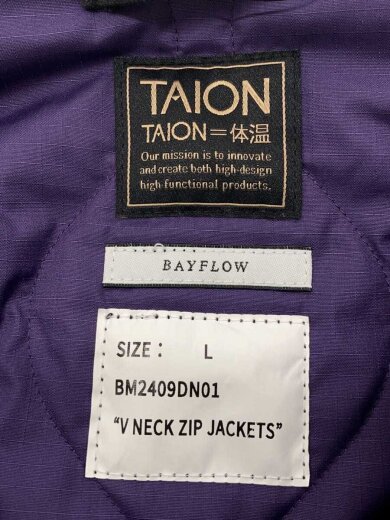 TAION
TAION=体温
Our mission is to innovate
and create both high-design
high-functional products.
BAYFLOW
SIZE: L
BM2409DN01
“V NECK ZIP JACKETS”